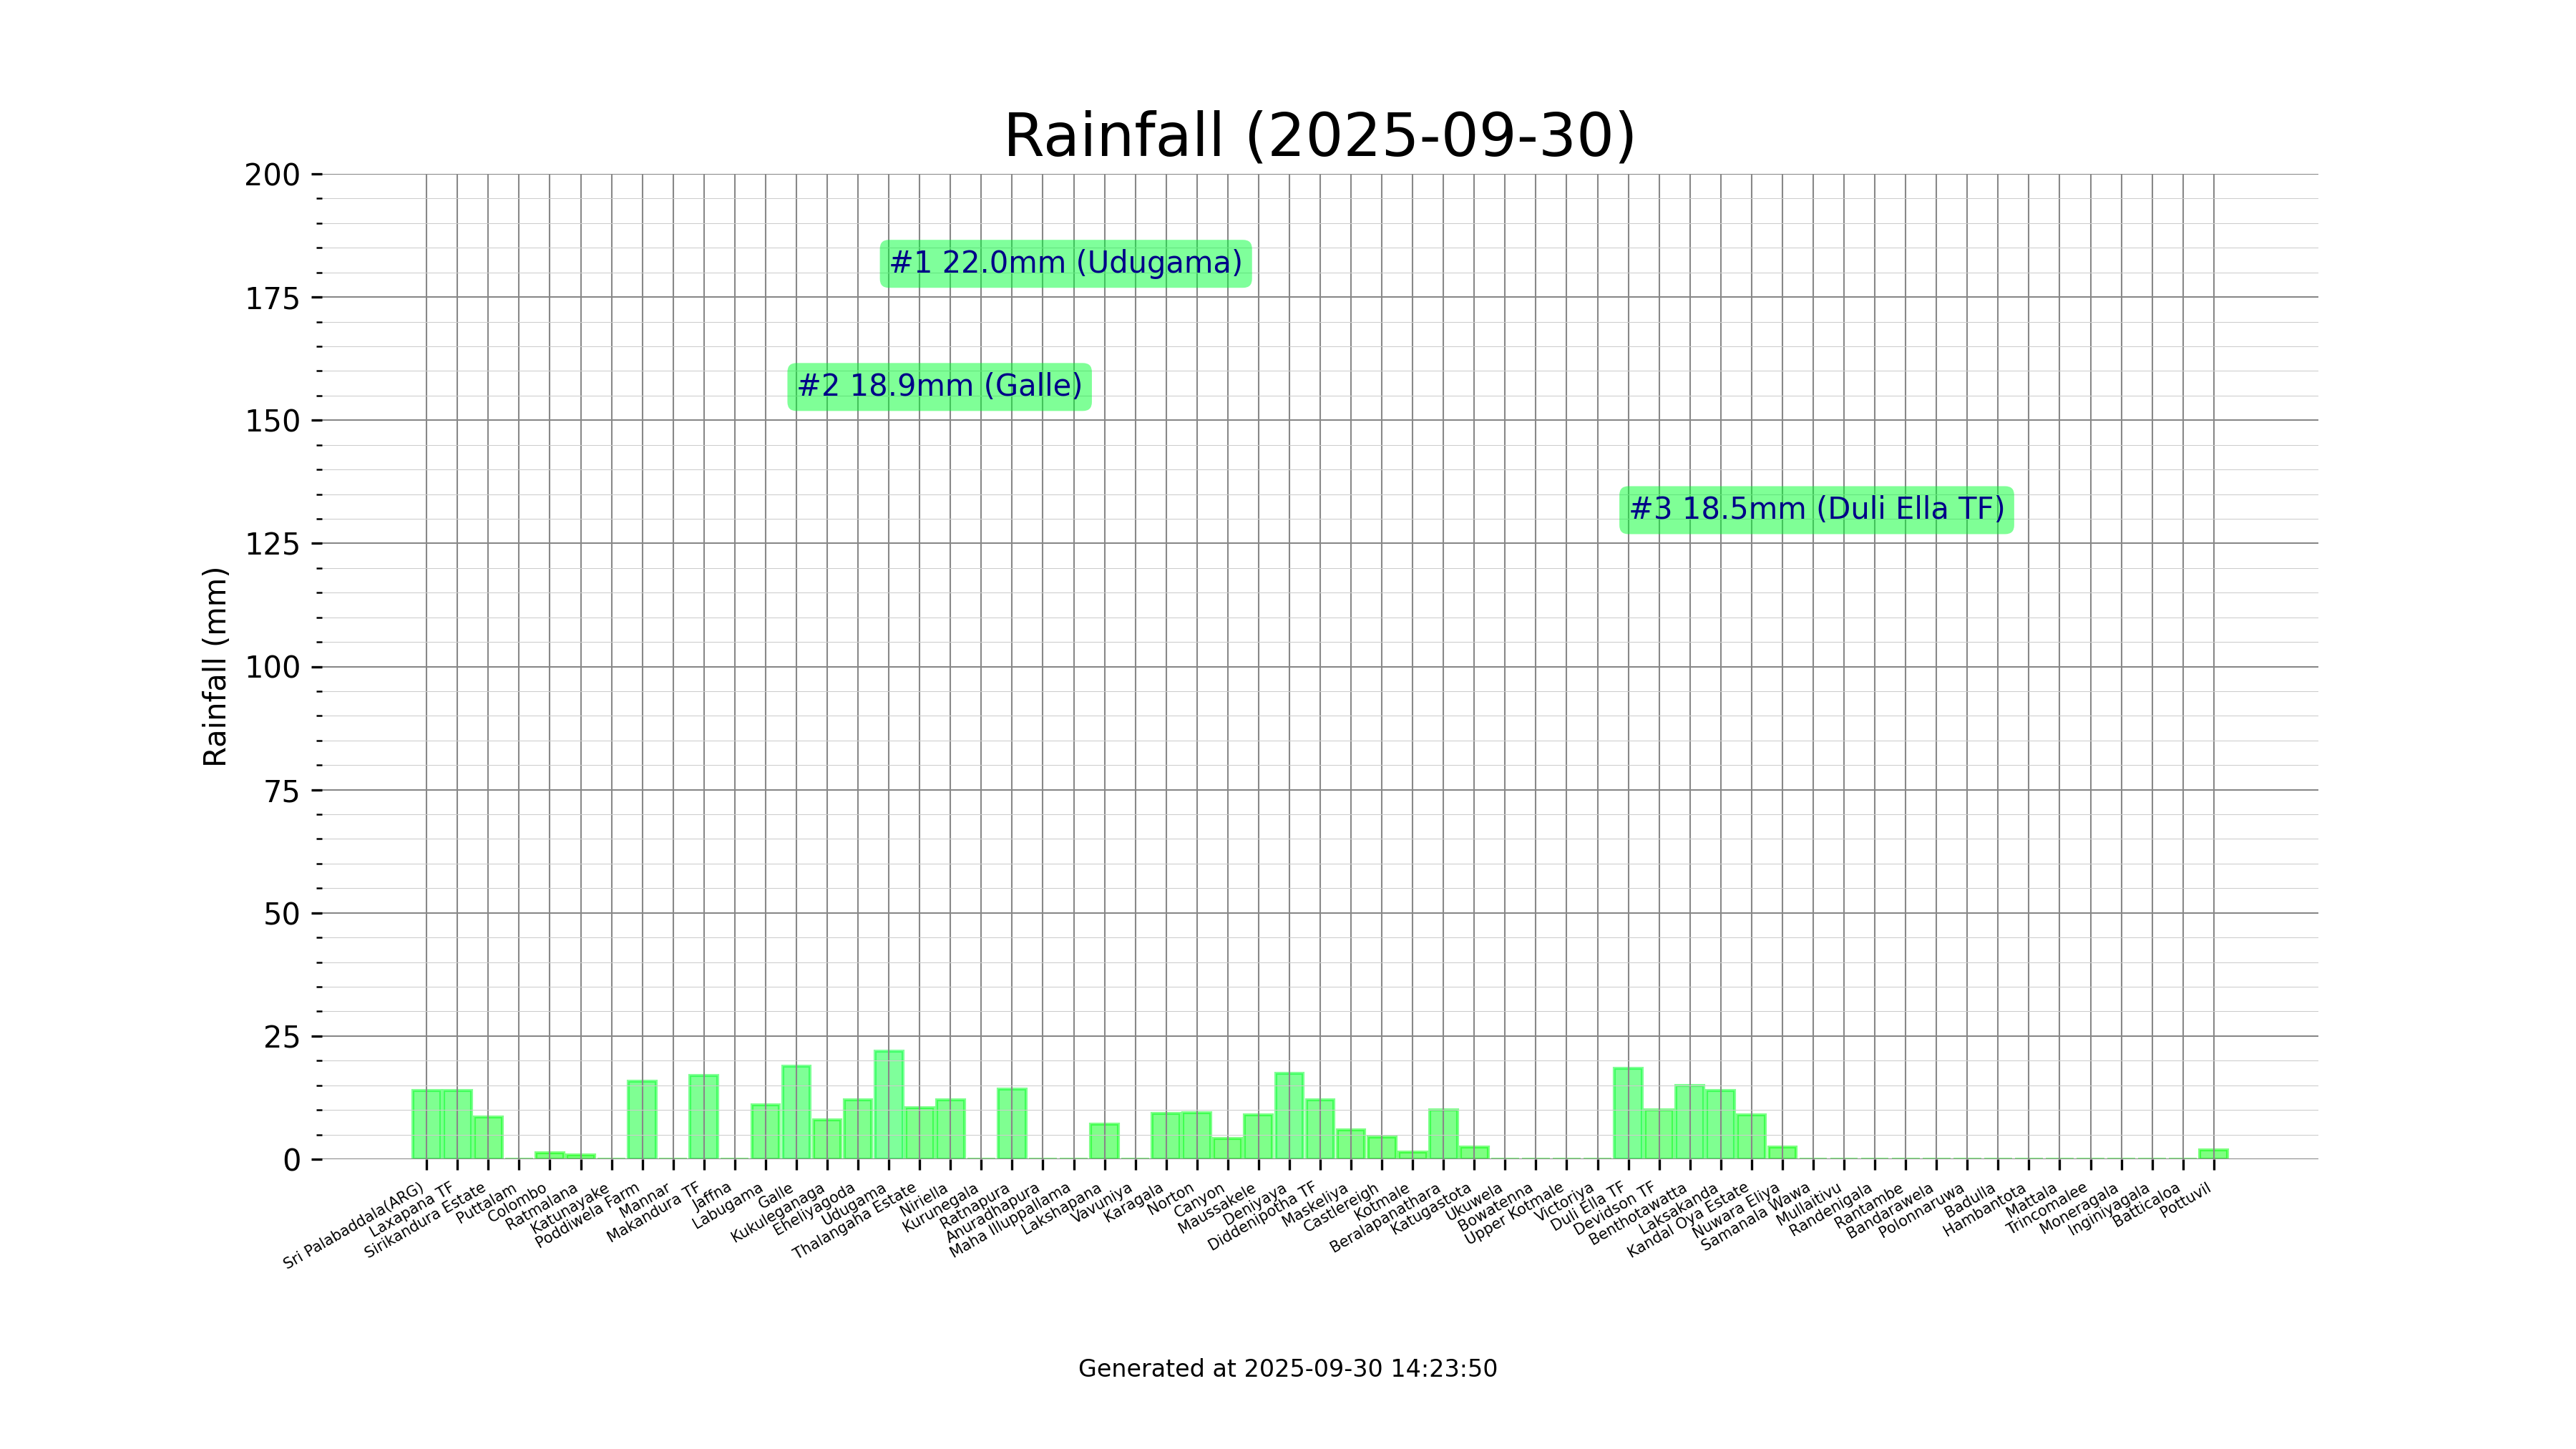 Rainfall (2025-09-30)
200
175
150
125
100
75
50
25
0
Rainfall (mm)
#1 22.0mm (Udugama)
#2 18.9mm (Galle)
#3 18.5mm (Duli Ella TF)
Sri Palabaddala(ARG)
Laxapana TF
Sirikandura Estate
Puttalam
Colombo
Ratmalana
Katunayake
Poddiwela Farm
Mannar
Makandura TF
Jaffna
Labugama
Galle
Kukuleganaga
Eheliyagoda
Udugama
Thalangaha Estate
Niriella
Kurunegala
Ratnapura
Anuradhapura
Maha Illuppallama
Lakshapana
Vavuniya
Karagala
Norton
Canyon
Maussakele
Deniyaya
Diddenipotha TF
Maskeliya
Castlereigh
Kotmale
Beralapanathara
Katugastota
Ukuwela
Bowatenna
Upper Kotmale
Victoriya
Duli Ella TF
Devidson TF
Benthotawatta
Laksakanda
Kandal Oya Estate
Nuwara Eliya
Samanala Wawa
Mullaitivu
Randenigala
Rantambe
Bandarawela
Polonnaruwa
Badulla
Hambantota
Mattala
Trincomalee
Moneragala
Inginiyagala
Batticaloa
Pottuvil
Generated at 2025-09-30 14:23:50